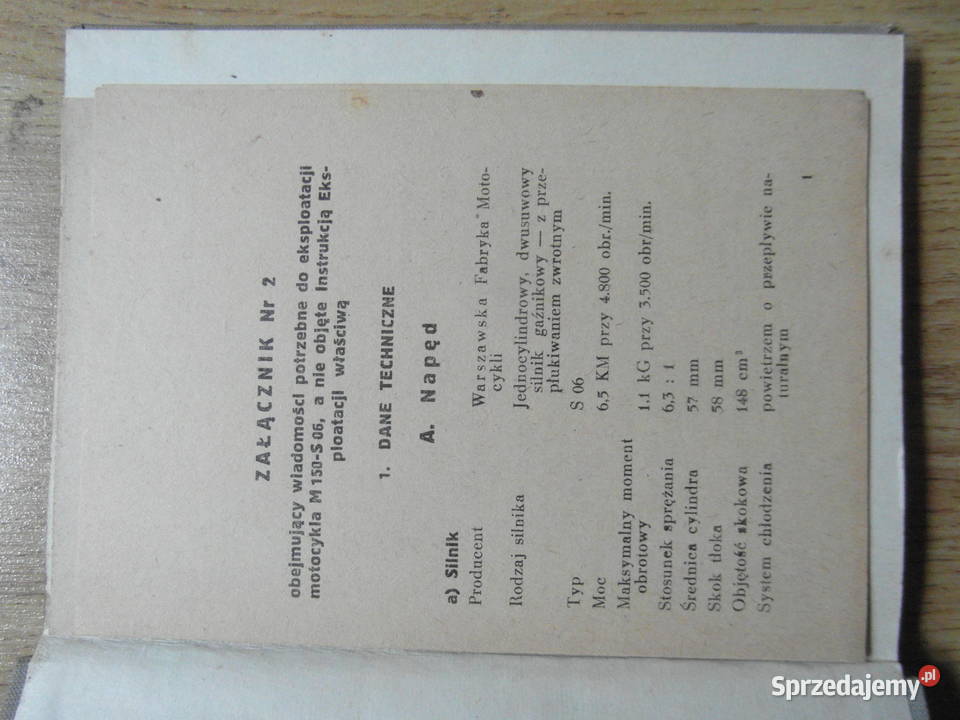 ZAŁĄCZNIK Nr 2
obejmujący wiadomości potrzebne do eksploatacji
motocykla M 150-S 06, a nie objęte Instrukcją Eks-
ploatacji właściwą
1. DANE TECHNICZNE
A. Napęd
a) Silnik
Producent Warszawska Fabryka Moto-
cykli
Rodzaj silnika Jednocylindrowy, dwusuwowy
silnik gaźnikowy — z prze-
płukiwaniem zwrotnym
Typ S 06
Moc 6,5 KM przy 4.800 obr./min.
Maksymalny moment
obrotowy 1.1 kG przy 3.500 obr/min.
Stosunek sprężania 6,3 : 1
Średnica cylindra 57 mm
Skok tłoka 58 mm
Objętość skokowa 148 cm³
System chłodzenia powietrzem o przepływie na-
turalnym
1
Sprzedajemy.pl